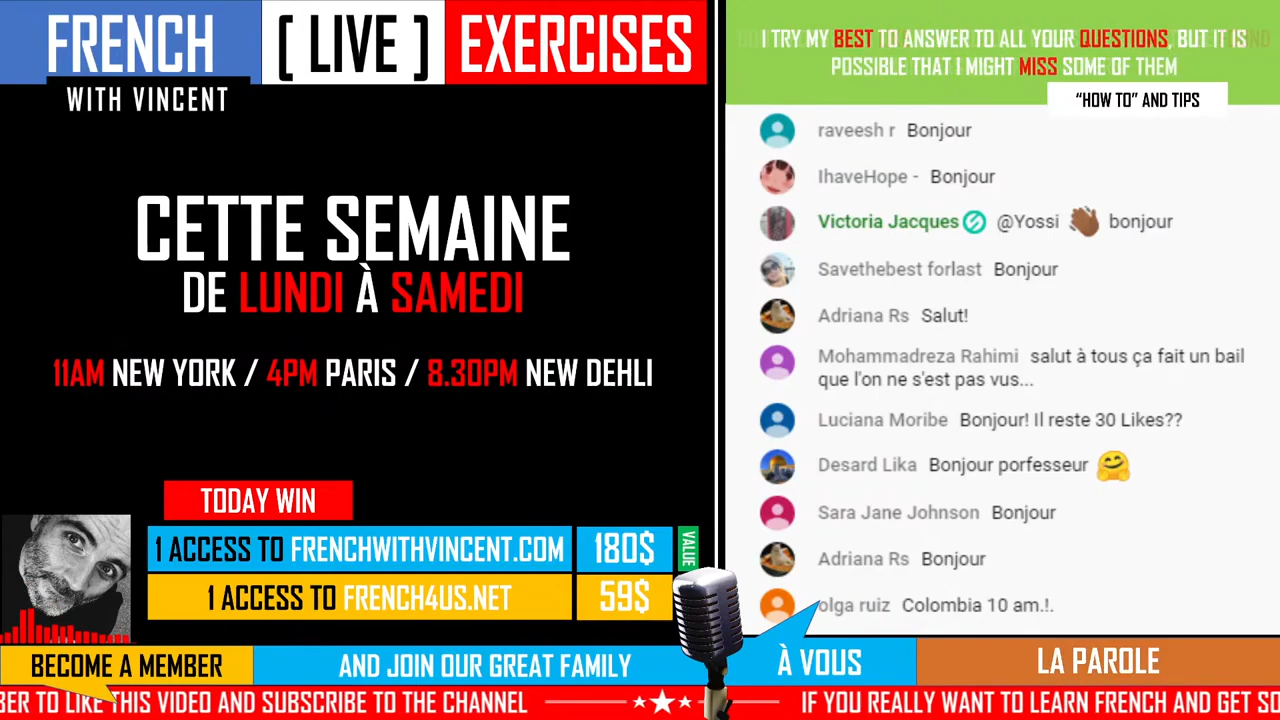 FRENCH [ LIVE ] EXERCISES
WITH VINCENT
CETTE SEMAINE
DE LUNDI À SAMEDI
11AM NEW YORK / 4PM PARIS / 8.30PM NEW DEHLI
TODAY WIN
1 ACCESS TO FRENCHWITHVINCENT.COM 180$ VALUE
1 ACCESS TO FRENCH4US.NET 59$
I TRY MY BEST TO ANSWER TO ALL YOUR QUESTIONS, BUT IT IS
POSSIBLE THAT I MIGHT MISS SOME OF THEM
“HOW TO” AND TIPS
raveesh r Bonjour
IhaveHope - Bonjour
Victoria Jacques @Yossi 👋🏾 bonjour
Savethebest forlast Bonjour
Adriana Rs Salut!
Mohammadreza Rahimi salut à tous ça fait un bail
que l'on ne s'est pas vus...
Luciana Moribe Bonjour! Il reste 30 Likes??
Desard Lika Bonjour porfesseur 🤗
Sara Jane Johnson Bonjour
Adriana Rs Bonjour
olga ruiz Colombia 10 am.!.
BECOME A MEMBER AND JOIN OUR GREAT FAMILY À VOUS LA PAROLE
BER TO LIKE THIS VIDEO AND SUBSCRIBE TO THE CHANNEL IF YOU REALLY WANT TO LEARN FRENCH AND GET SO